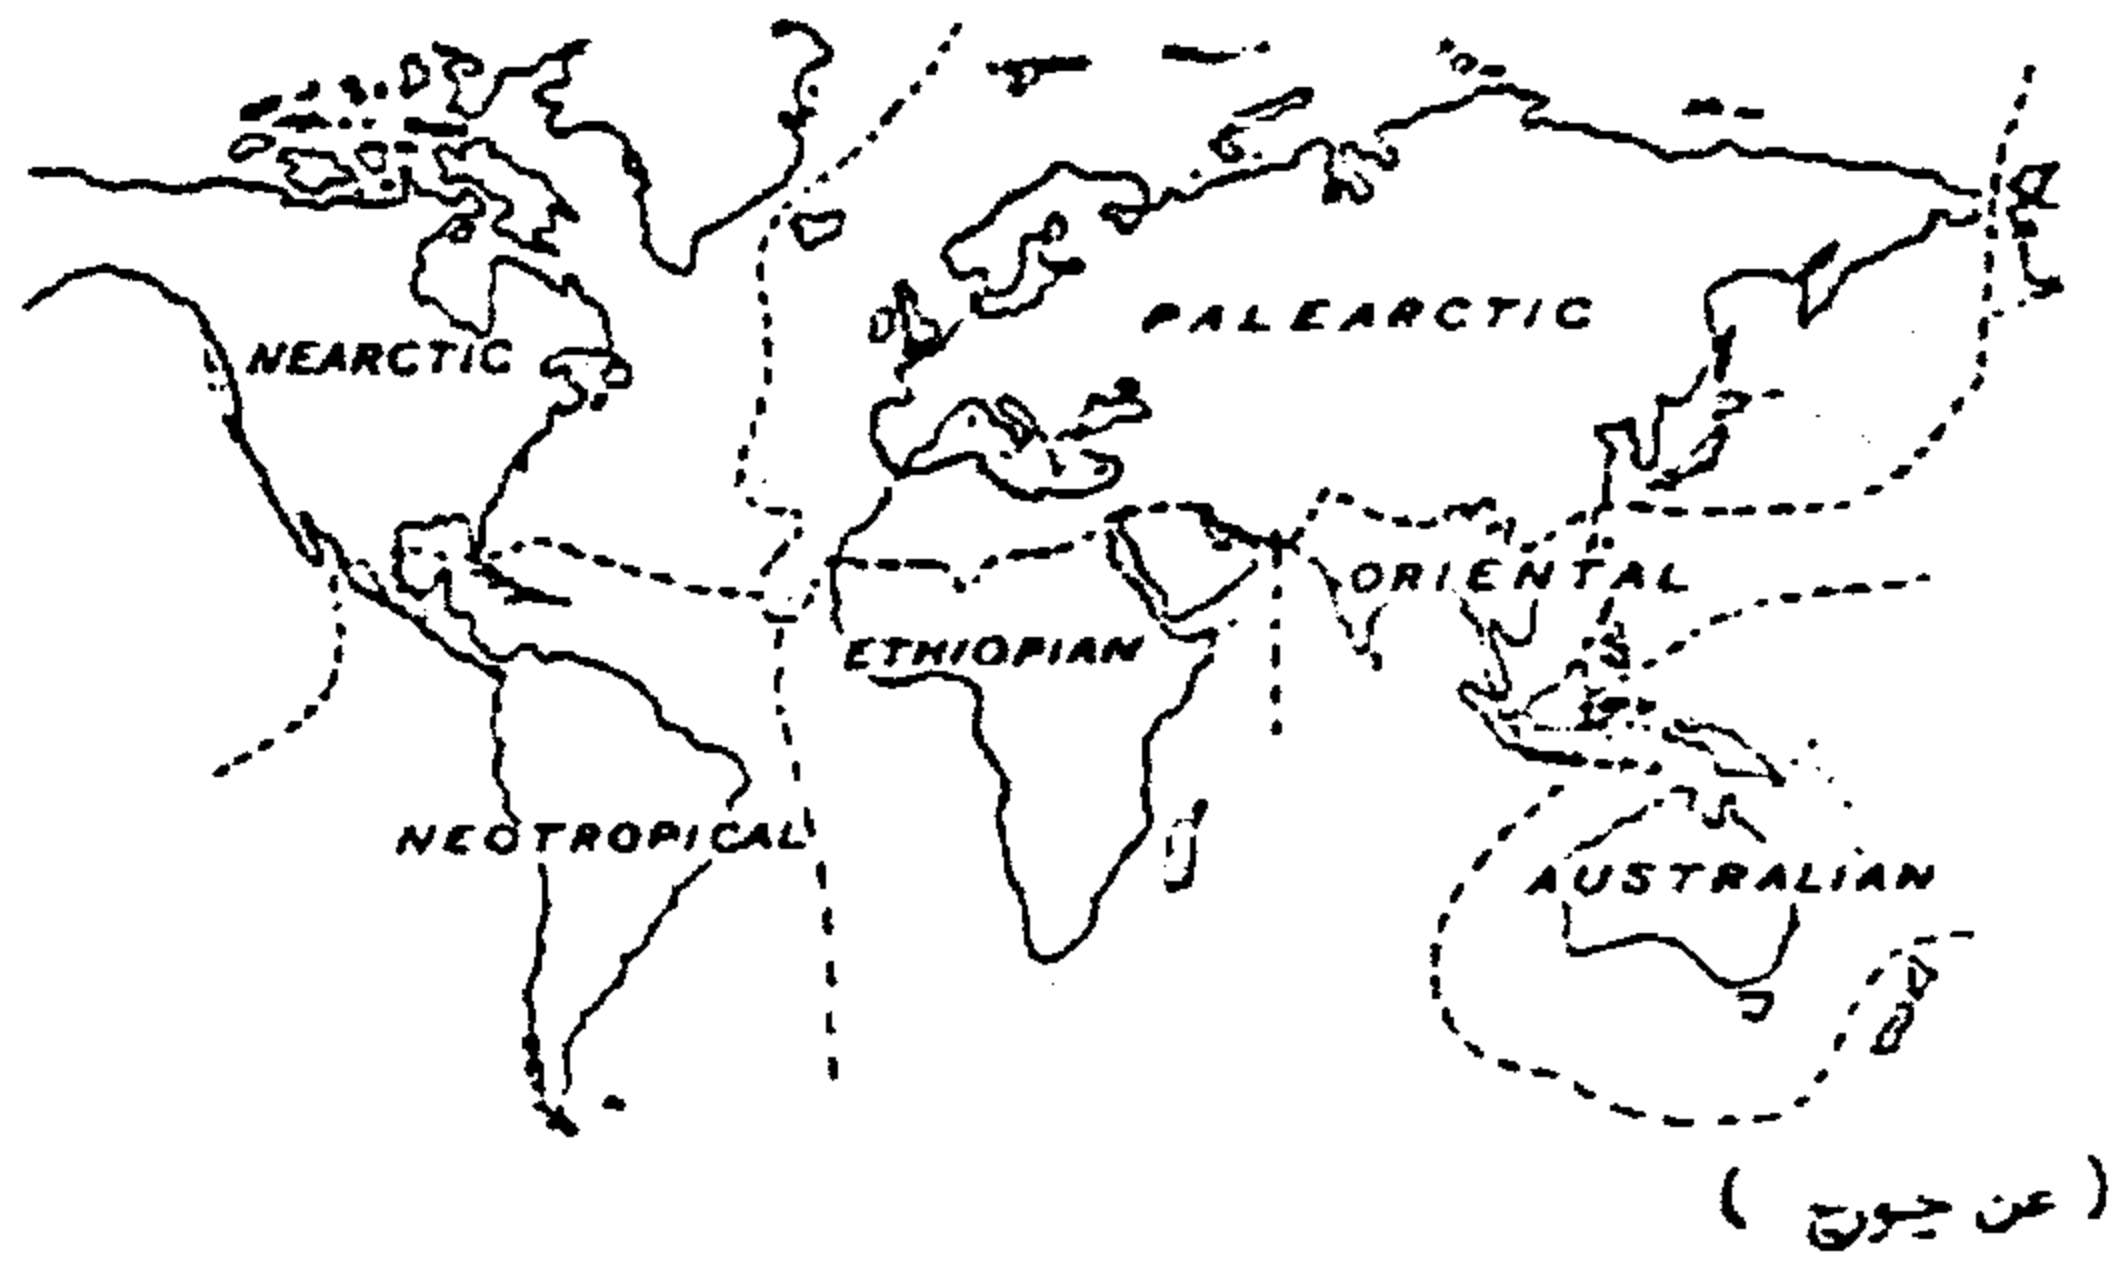 PALEARCTIC
NEARCTIC
ORIENTAL
ETHIOPIAN
NEOTROPICAL
AUSTRALIAN
(عن جورج)